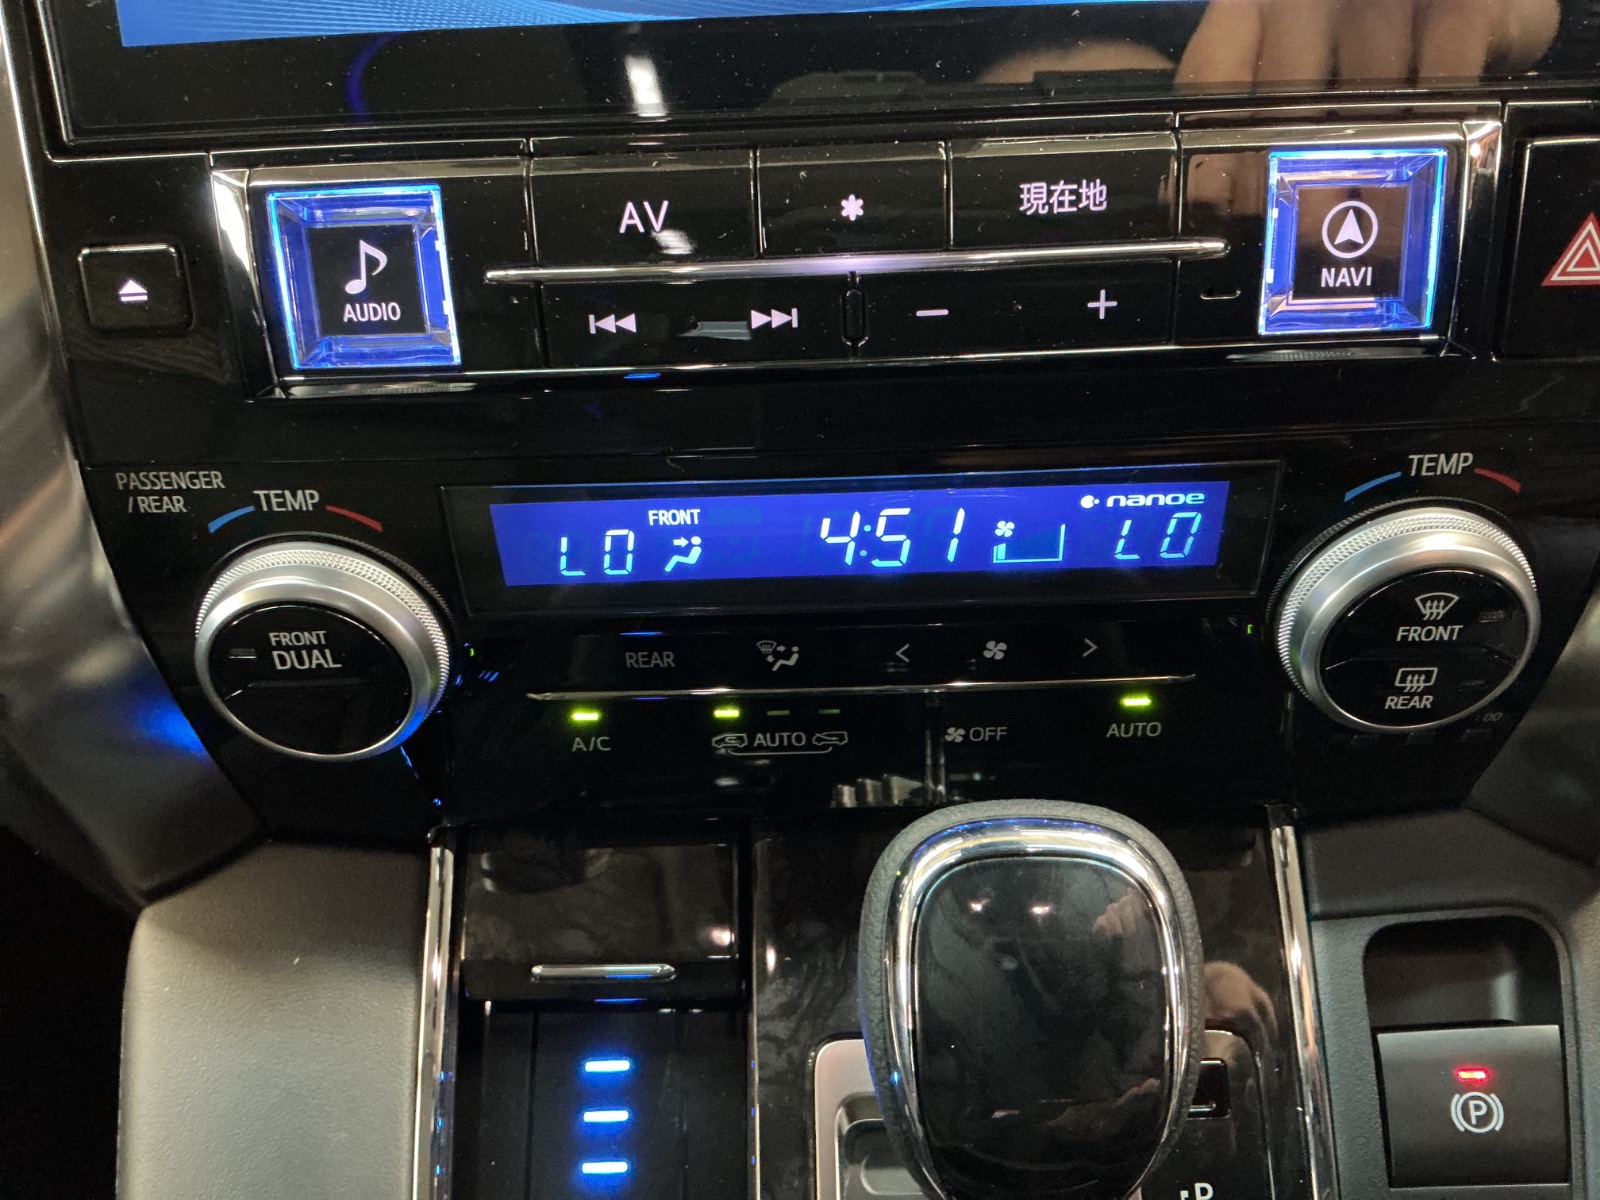 AV
*
現在地
AUDIO
NAVI
PASSENGER
/REAR
TEMP
TEMP
FRONT
LO
4:51
nanoe
LO
FRONT
DUAL
REAR
<
>
FRONT
REAR
A/C
AUTO
OFF
AUTO
P